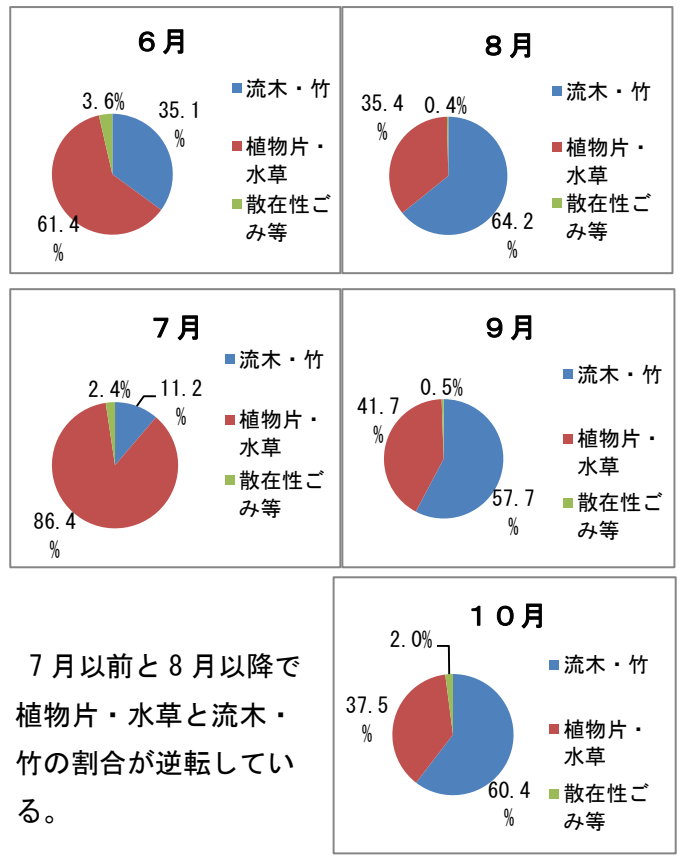 ６月
3.6%
35.1
%
61.4
%
流木・竹
植物片・
水草
散在性ご
み等
８月
35.4
%
0.4%
64.2
%
流木・竹
植物片・
水草
散在性ご
み等
７月
2.4%
11.2
%
86.4
%
流木・竹
植物片・
水草
散在性ご
み等
９月
41.7
%
0.5%
57.7
%
流木・竹
植物片・
水草
散在性ご
み等
７月以前と８月以降で
植物片・水草と流木・
竹の割合が逆転してい
る。
１０月
2.0%
37.5
%
60.4
%
流木・竹
植物片・
水草
散在性ご
み等